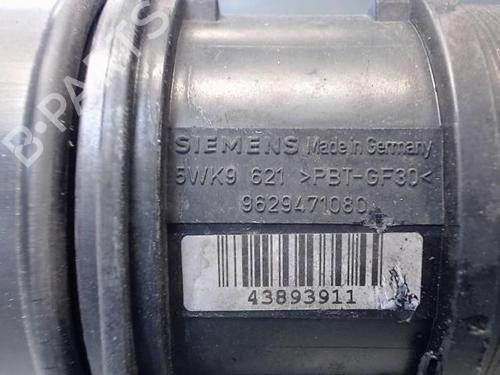 B-PARTS
SIEMENS Made in Germany
5WK9 621 >PBT-GF30<
9629471080
43893911